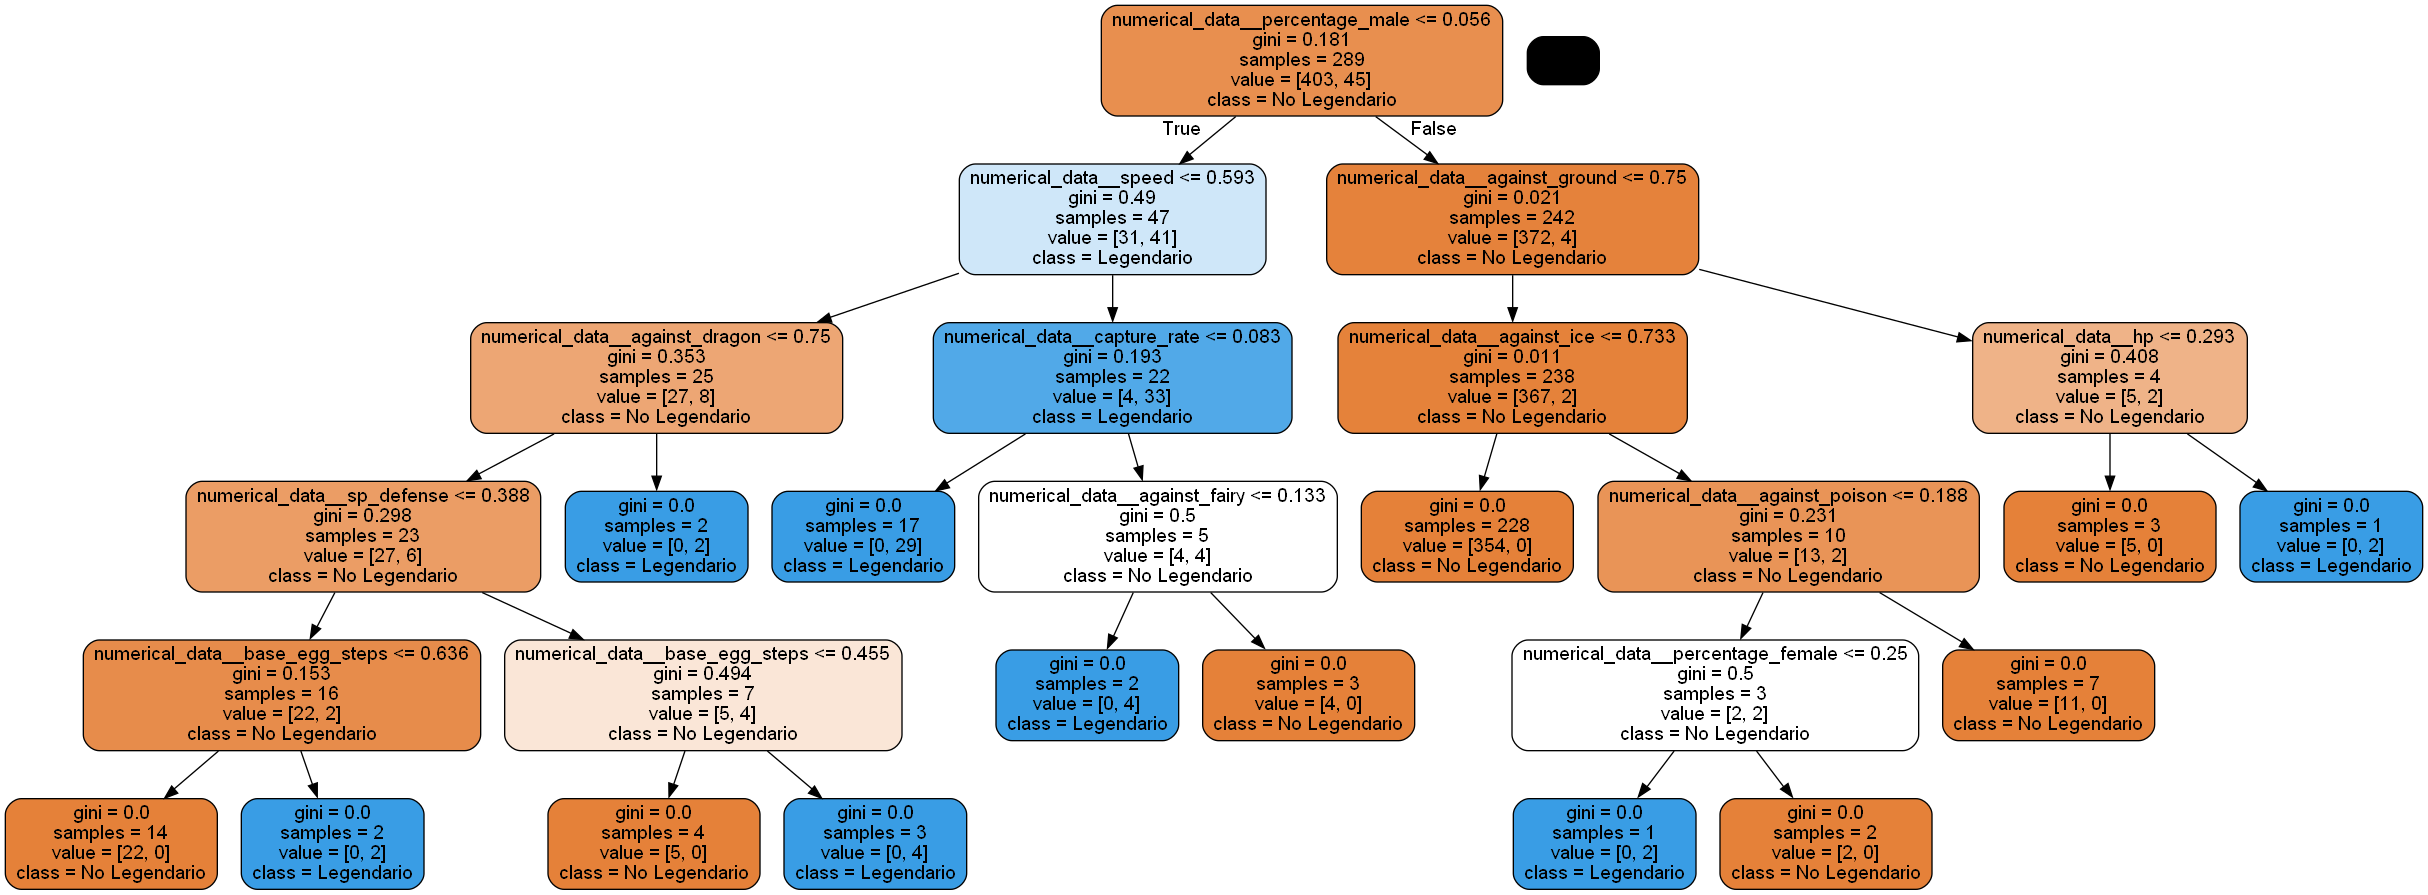 numerical_data__percentage_male <= 0.056
gini = 0.181
samples = 289
value = [403, 45]
class = No Legendario
True
False
numerical_data__speed <= 0.593
gini = 0.49
samples = 47
value = [31, 41]
class = Legendario
numerical_data__against_ground <= 0.75
gini = 0.021
samples = 242
value = [372, 4]
class = No Legendario
numerical_data__against_dragon <= 0.75
gini = 0.353
samples = 25
value = [27, 8]
class = No Legendario
numerical_data__capture_rate <= 0.083
gini = 0.193
samples = 22
value = [4, 33]
class = Legendario
numerical_data__against_ice <= 0.733
gini = 0.011
samples = 238
value = [367, 2]
class = No Legendario
numerical_data__hp <= 0.293
gini = 0.408
samples = 4
value = [5, 2]
class = No Legendario
numerical_data__sp_defense <= 0.388
gini = 0.298
samples = 23
value = [27, 6]
class = No Legendario
gini = 0.0
samples = 2
value = [0, 2]
class = Legendario
gini = 0.0
samples = 17
value = [0, 29]
class = Legendario
numerical_data__against_fairy <= 0.133
gini = 0.5
samples = 5
value = [4, 4]
class = No Legendario
gini = 0.0
samples = 228
value = [354, 0]
class = No Legendario
numerical_data__against_poison <= 0.188
gini = 0.231
samples = 10
value = [13, 2]
class = No Legendario
gini = 0.0
samples = 3
value = [5, 0]
class = No Legendario
gini = 0.0
samples = 1
value = [0, 2]
class = Legendario
numerical_data__base_egg_steps <= 0.636
gini = 0.153
samples = 16
value = [22, 2]
class = No Legendario
numerical_data__base_egg_steps <= 0.455
gini = 0.494
samples = 7
value = [5, 4]
class = No Legendario
gini = 0.0
samples = 2
value = [0, 4]
class = Legendario
gini = 0.0
samples = 3
value = [4, 0]
class = No Legendario
numerical_data__percentage_female <= 0.25
gini = 0.5
samples = 3
value = [2, 2]
class = No Legendario
gini = 0.0
samples = 7
value = [11, 0]
class = No Legendario
gini = 0.0
samples = 14
value = [22, 0]
class = No Legendario
gini = 0.0
samples = 2
value = [0, 2]
class = Legendario
gini = 0.0
samples = 4
value = [5, 0]
class = No Legendario
gini = 0.0
samples = 3
value = [0, 4]
class = Legendario
gini = 0.0
samples = 1
value = [0, 2]
class = Legendario
gini = 0.0
samples = 2
value = [2, 0]
class = No Legendario